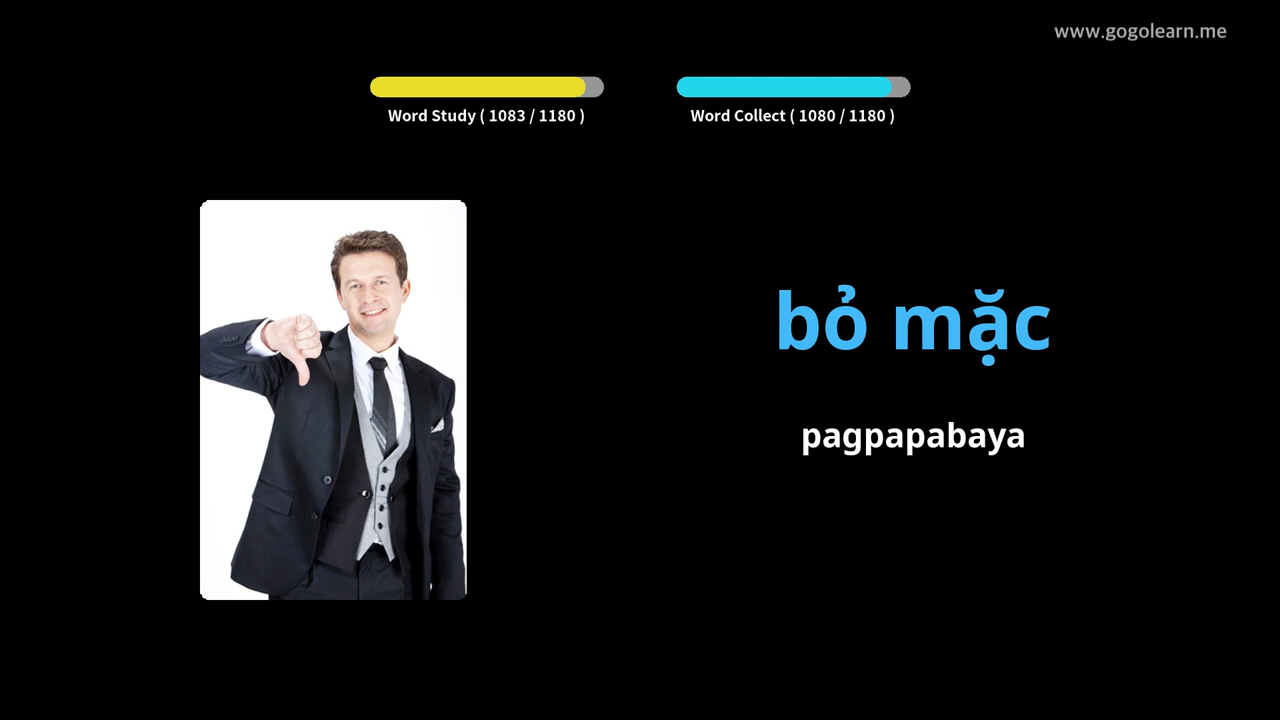 www.gogolearn.me
Word Study ( 1083 / 1180 )
Word Collect ( 1080 / 1180 )
bỏ mặc
pagpapabaya